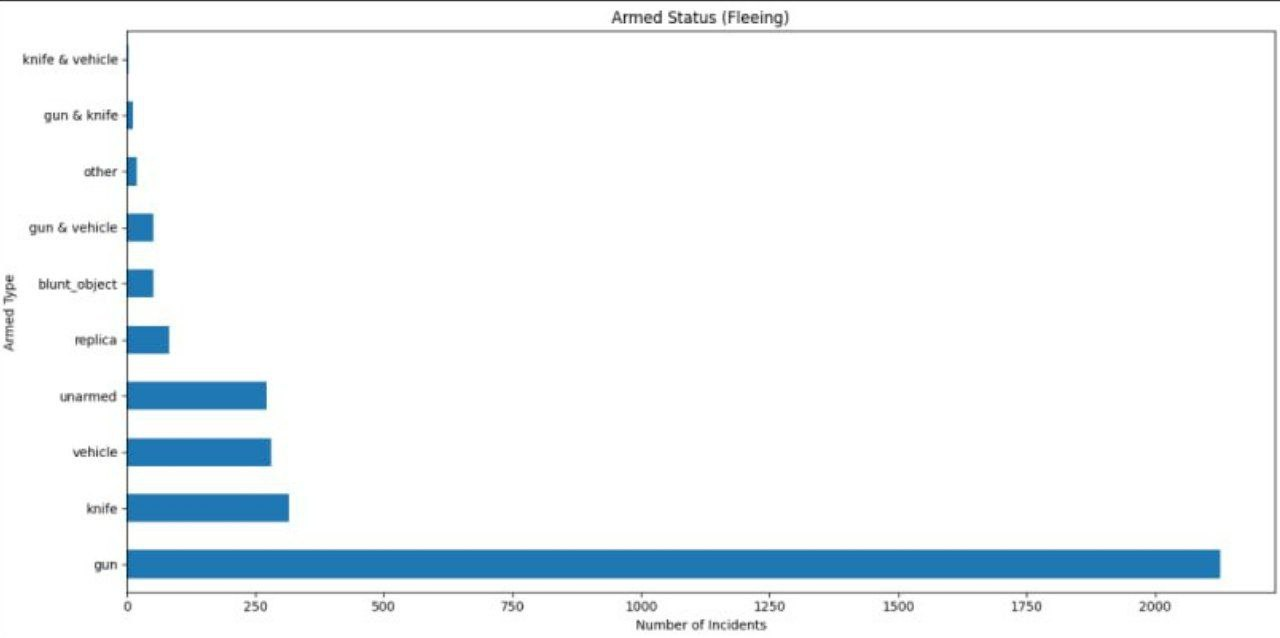 Armed Status (Fleeing)
knife & vehicle
gun & knife
other
gun & vehicle
blunt_object
replica
unarmed
vehicle
knife
gun
Armed Type
0 250 500 750 1000 1250 1500 1750 2000
Number of Incidents